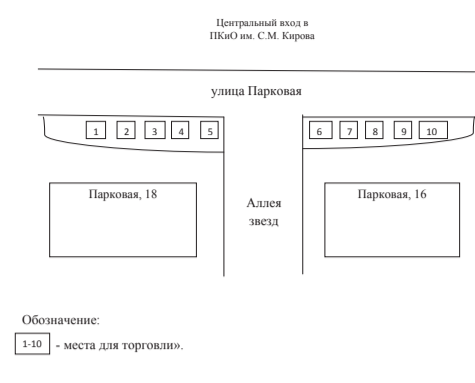 Центральный вход в
ПКиО им. С.М. Кирова
улица Парковая
1 2 3 4 5 6 7 8 9 10
Парковая, 18
Парковая, 16
Аллея
звезд
Обозначение:
1-10 - места для торговли».